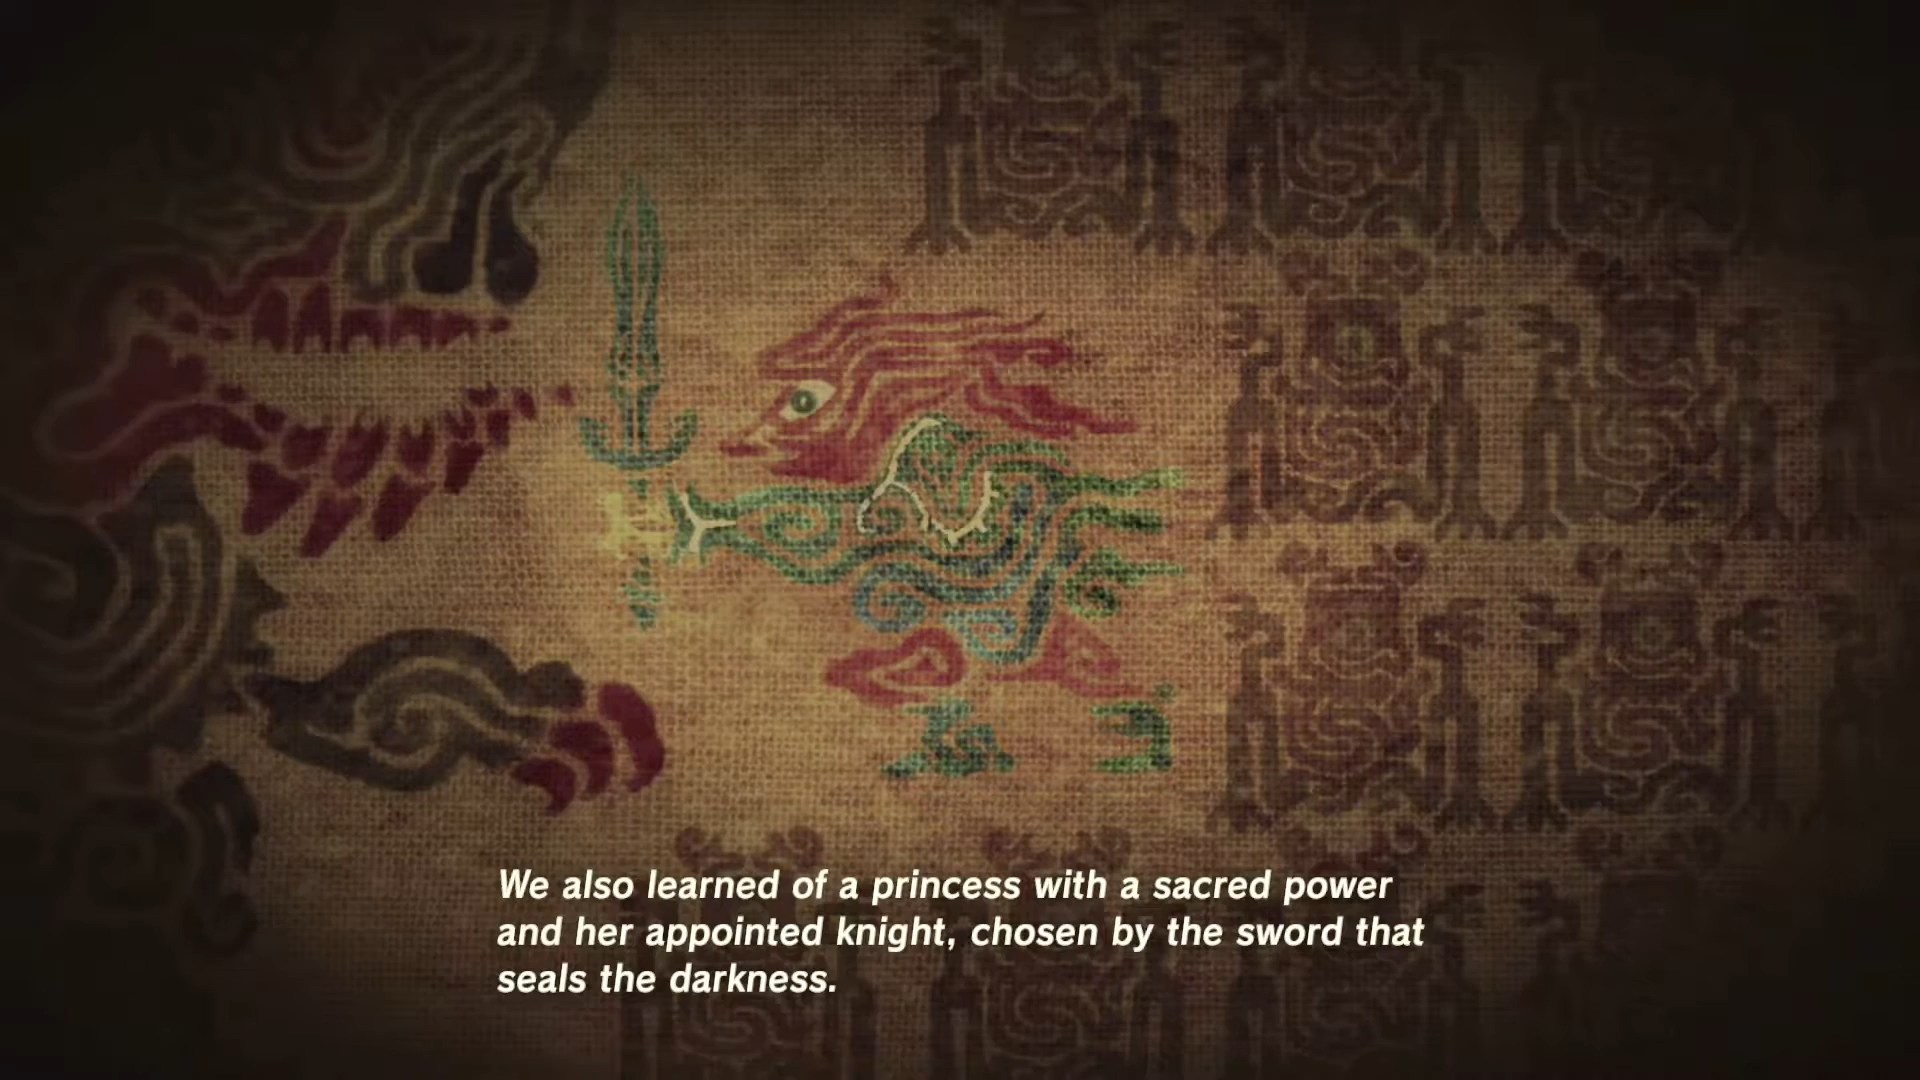 We also learned of a princess with a sacred power
and her appointed knight, chosen by the sword that
seals the darkness.